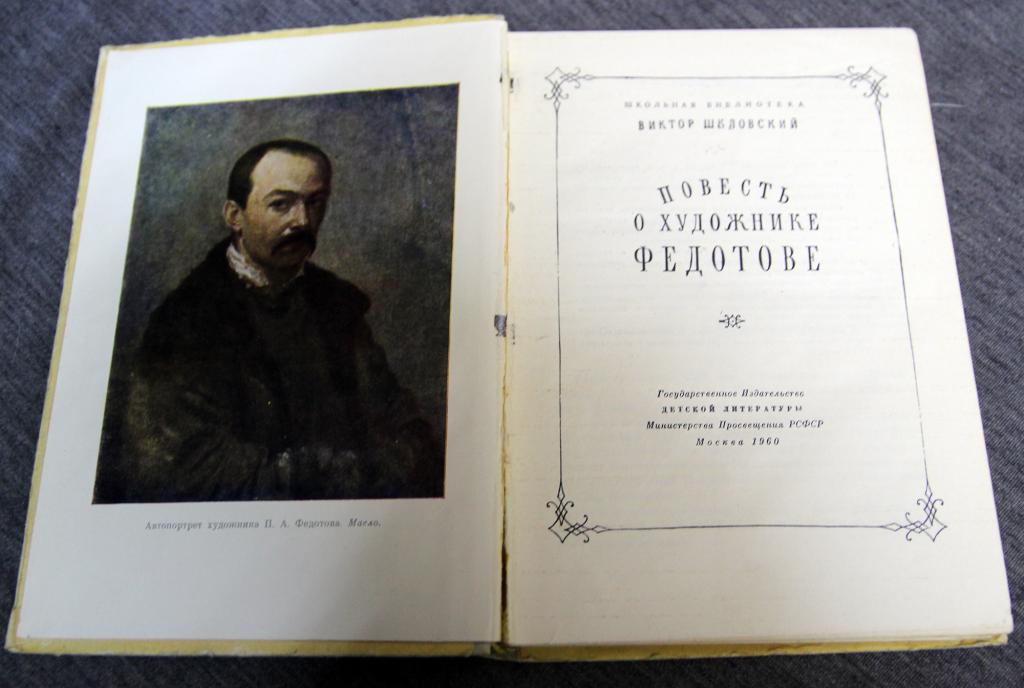 Автопортрет художника П. А. Федотова. Масло.
ШКОЛЬНАЯ БИБЛИОТЕКА
ВИКТОР ШКЛОВСКИЙ
ПОВЕСТЬ
О ХУДОЖНИКЕ
ФЕДОТОВЕ
Государственное Издательство
ДЕТСКОЙ ЛИТЕРАТУРЫ
Министерства Просвещения РСФСР
Москва 1960